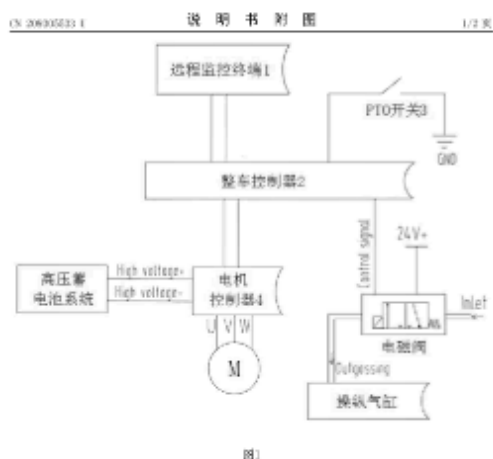 说明书附图
1/2 页
远程监控终端1
PTO开关3
GND
整车控制器2
Control signal
24V+
高压蓄
电池系统
High voltage+
High voltage-
电机
控制器4
Inlet
U V W
电磁阀
M
Outgassing
操纵气缸
图1